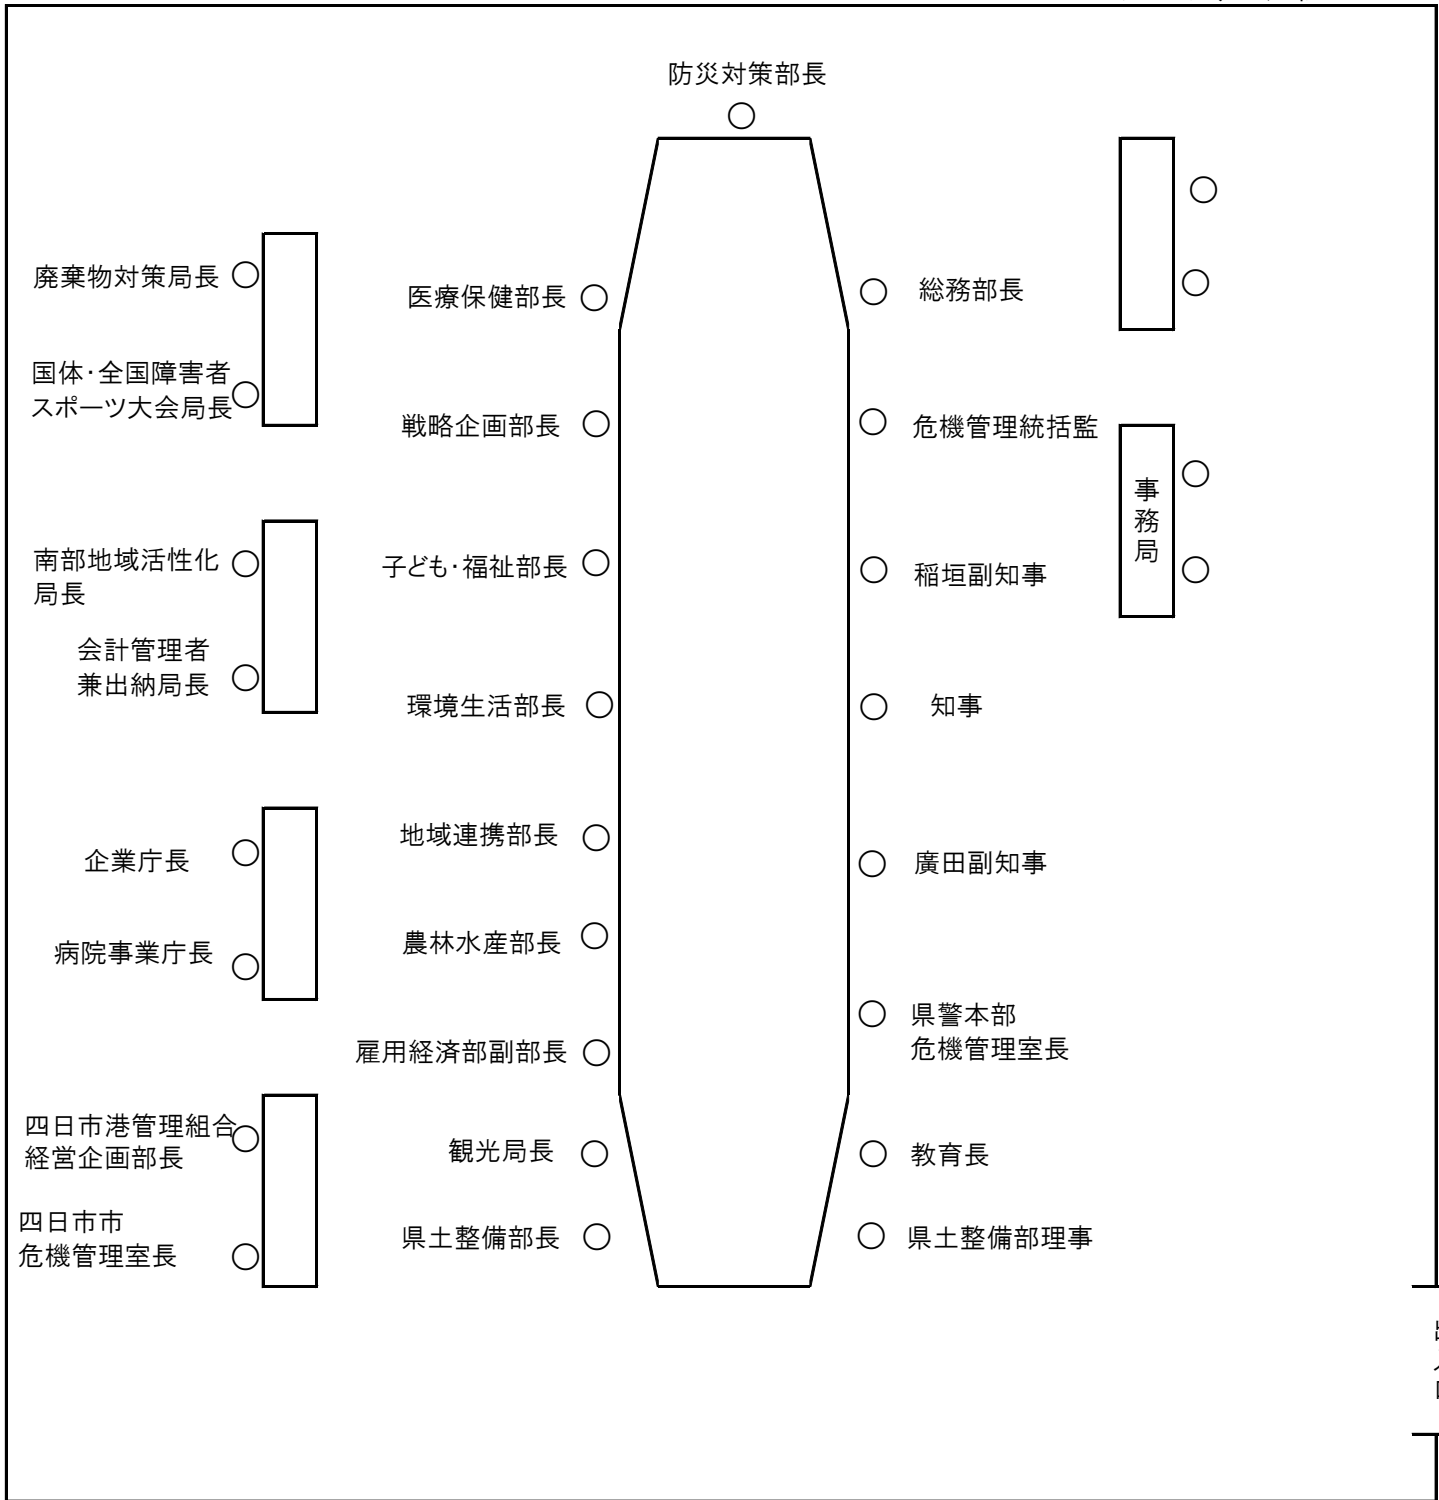 防災対策部長
廃棄物対策局長
国体・全国障害者
スポーツ大会局長
南部地域活性化
局長
会計管理者
兼出納局長
企業庁長
病院事業庁長
四日市港管理組合
経営企画部長
四日市市
危機管理室長
医療保健部長
戦略企画部長
子ども・福祉部長
環境生活部長
地域連携部長
農林水産部長
雇用経済部副部長
観光局長
県土整備部長
総務部長
危機管理統括監
稲垣副知事
知事
廣田副知事
県警本部
危機管理室長
教育長
県土整備部理事
事務局